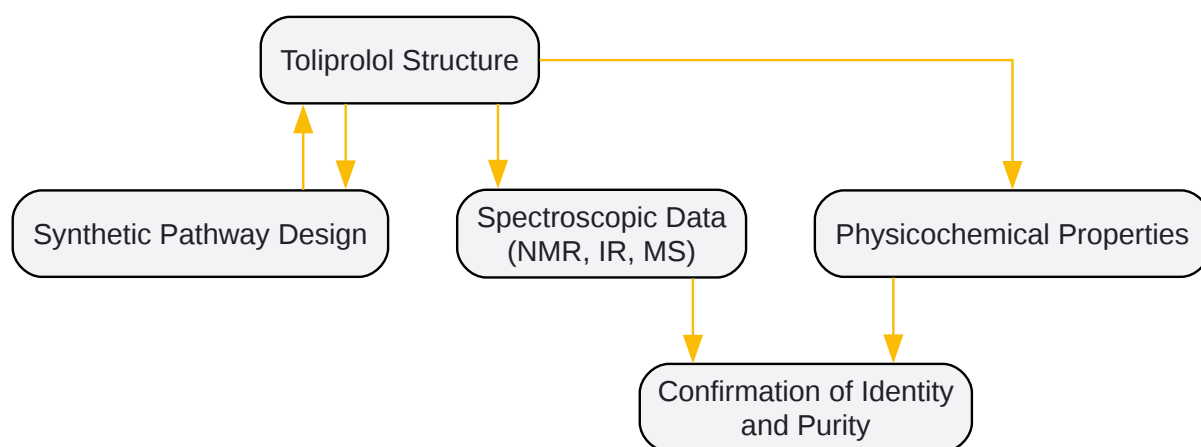 Toliprolol Structure
Synthetic Pathway Design
Spectroscopic Data
(NMR, IR, MS)
Physicochemical Properties
Confirmation of Identity
and Purity